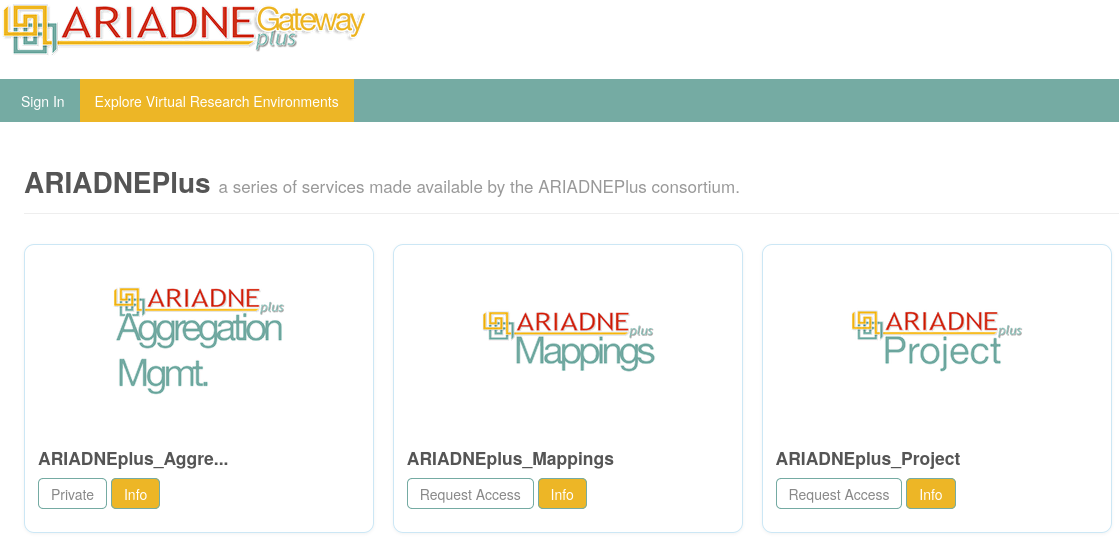 ARIADNE Gateway
plus
Sign In
Explore Virtual Research Environments
ARIADNEPlus a series of services made available by the ARIADNEPlus consortium.
ARIADNE plus
Aggregation
Mgmt.
ARIADNE plus
Mappings
ARIADNE plus
Project
ARIADNEplus_Aggre...
ARIADNEplus_Mappings
ARIADNEplus_Project
Private Info
Request Access Info
Request Access Info